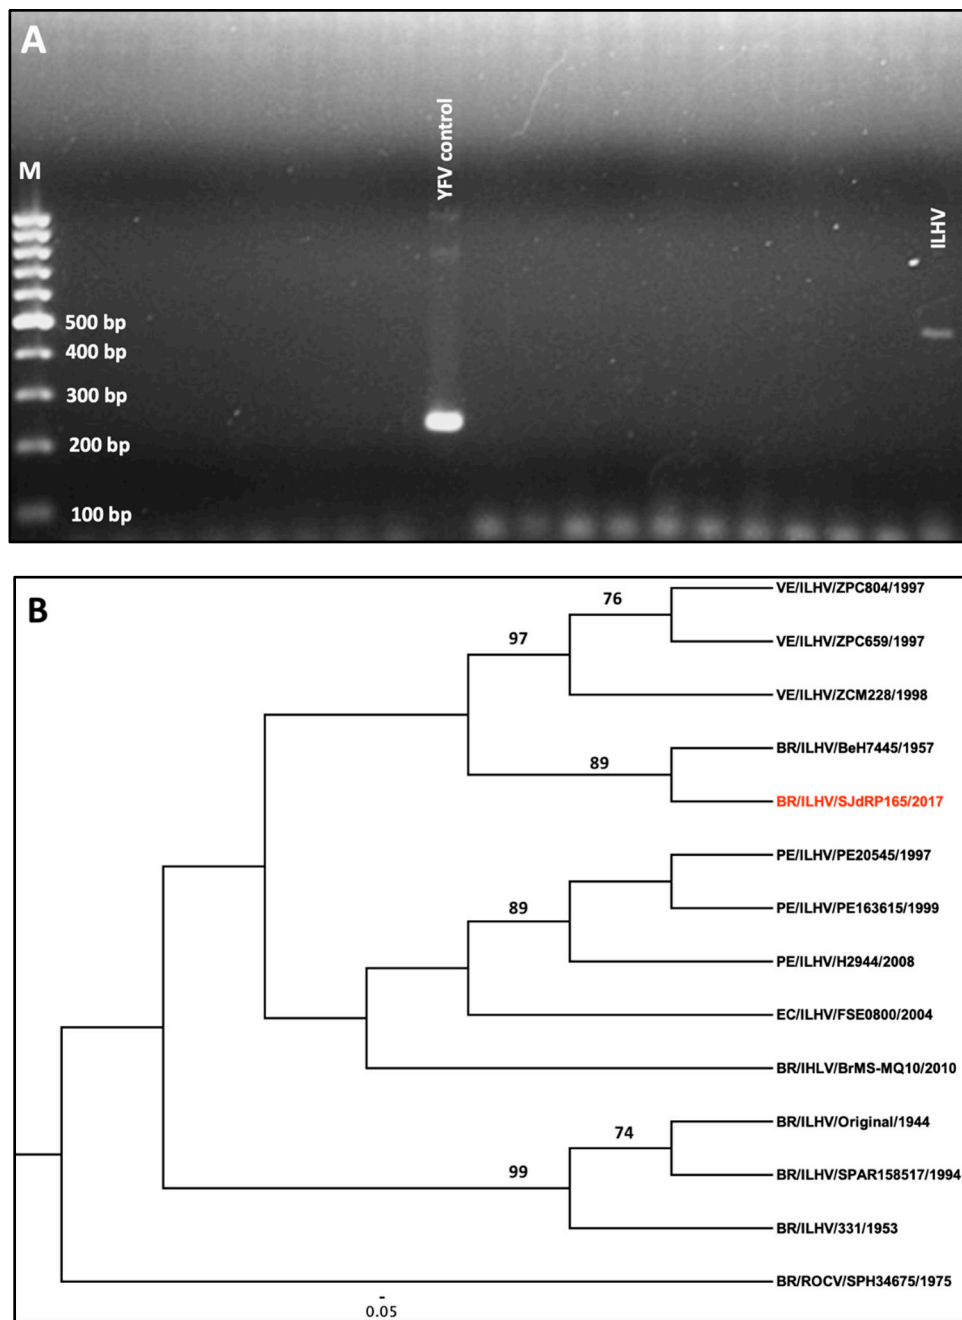 A
M
YFV control
ILHV
500 bp
400 bp
300 bp
200 bp
100 bp
B
VE/ILHV/ZPC804/1997
76
VE/ILHV/ZPC659/1997
97
VE/ILHV/ZCM228/1998
BR/ILHV/BeH7445/1957
89
BR/ILHV/SJdRP165/2017
PE/ILHV/PE20545/1997
PE/ILHV/PE163615/1999
89
PE/ILHV/H2944/2008
EC/ILHV/FSE0800/2004
BR/IHLV/BrMS-MQ10/2010
BR/ILHV/Original/1944
74
BR/ILHV/SPAR158517/1994
99
BR/ILHV/331/1953
BR/ROCV/SPH34675/1975
0.05